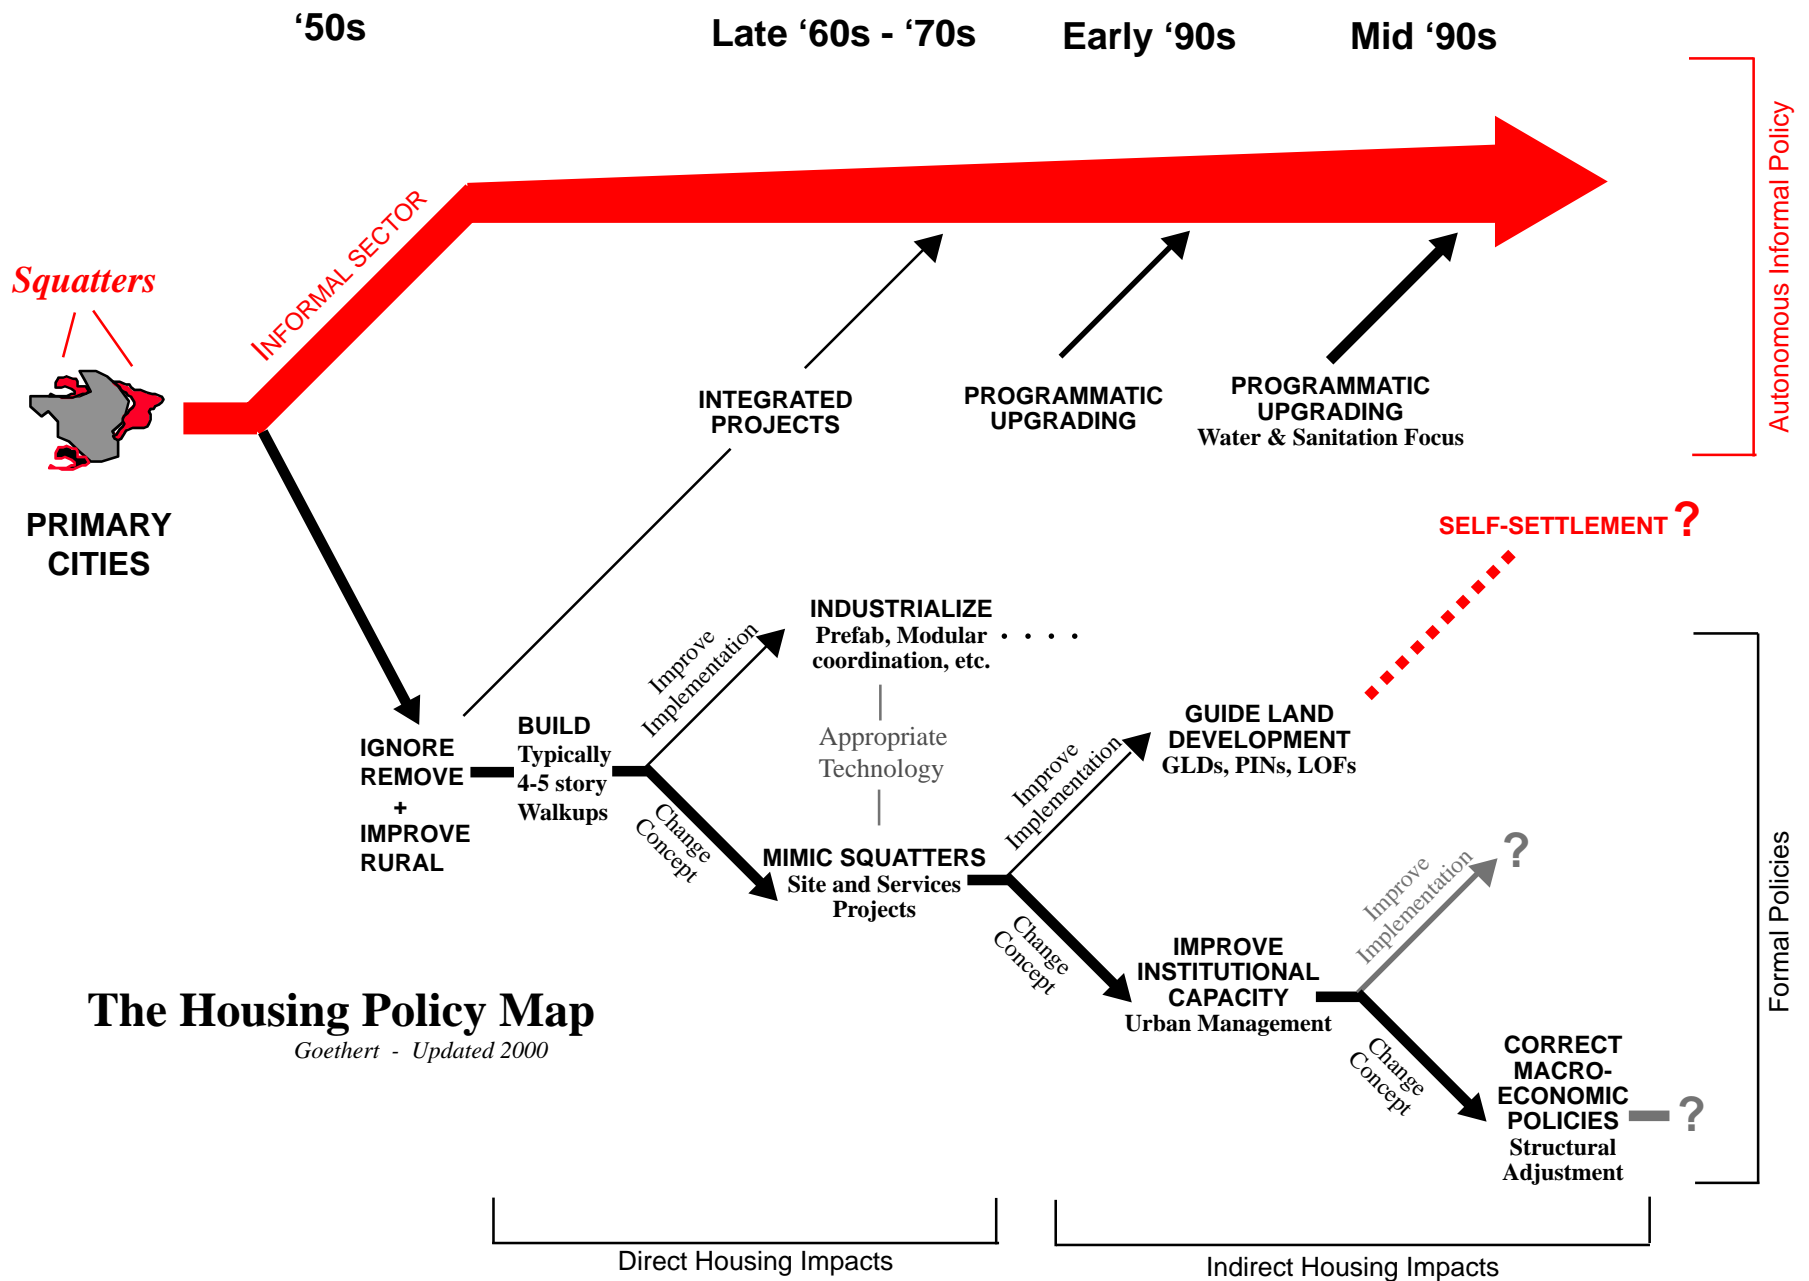 ‘50s
Late ‘60s - ‘70s
Early ‘90s
Mid ‘90s
Autonomous Informal Policy
Squatters
INFORMAL SECTOR
PRIMARY
CITIES
INTEGRATED
PROJECTS
PROGRAMMATIC
UPGRADING
PROGRAMMATIC
UPGRADING
Water & Sanitation Focus
SELF-SETTLEMENT ?
IGNORE
REMOVE
+
IMPROVE
RURAL
BUILD
Typically
4-5 story
Walkups
Improve
Implementation
INDUSTRIALIZE
Prefab, Modular . . . .
coordination, etc.
Appropriate
Technology
Change
Concept
MIMIC SQUATTERS
Site and Services
Projects
Improve
Implementation
GUIDE LAND
DEVELOPMENT
GLDs, PINs, LOFs
Change
Concept
IMPROVE
INSTITUTIONAL
CAPACITY
Urban Management
Improve
Implementation
?
Change
Concept
CORRECT
MACRO-
ECONOMIC
POLICIES
Structural
Adjustment
?
Formal Policies
The Housing Policy Map
Goethert - Updated 2000
Direct Housing Impacts
Indirect Housing Impacts